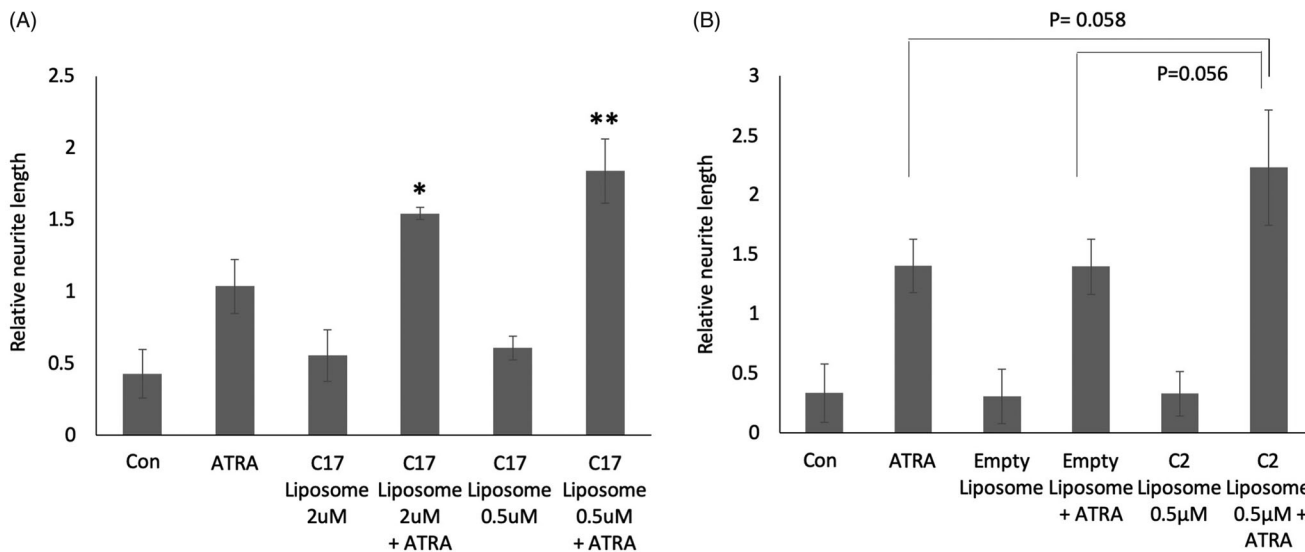 (A)
Relative neurite length
2.5
2
1.5
1
0.5
0
*
**
Con
ATRA
C17
Liposome
2uM
C17
Liposome
2uM
+ ATRA
C17
Liposome
0.5uM
C17
Liposome
0.5uM
+ ATRA
(B)
P= 0.058
P=0.056
Relative neurite length
3
2.5
2
1.5
1
0.5
0
Con
ATRA
Empty
Liposome
Empty
Liposome
+ ATRA
C2
Liposome
0.5µM
C2
Liposome
0.5µM +
ATRA